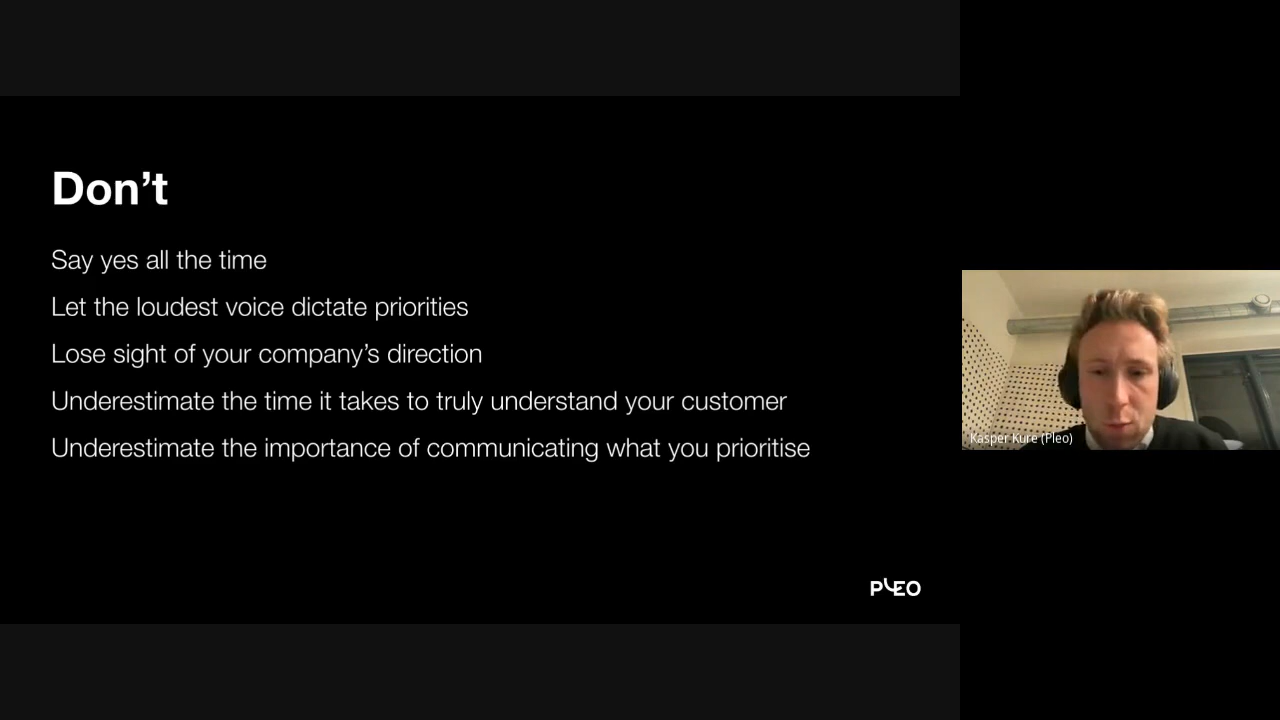 Don’t
Say yes all the time
Let the loudest voice dictate priorities
Lose sight of your company’s direction
Underestimate the time it takes to truly understand your customer
Underestimate the importance of communicating what you prioritise
PLEO
Kasper Kure (Pleo)